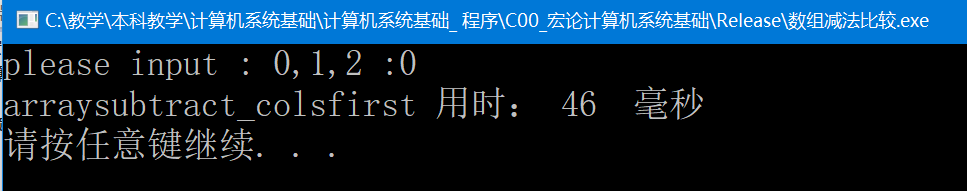 C:\教学\本科教学\计算机系统基础\计算机系统基础_ 程序\C00_宏论计算机系统基础\Release\数组减法比较.exe
please input : 0,1,2 :0
arraysubtract_colsfirst 用时： 46  毫秒
请按任意键继续. . .